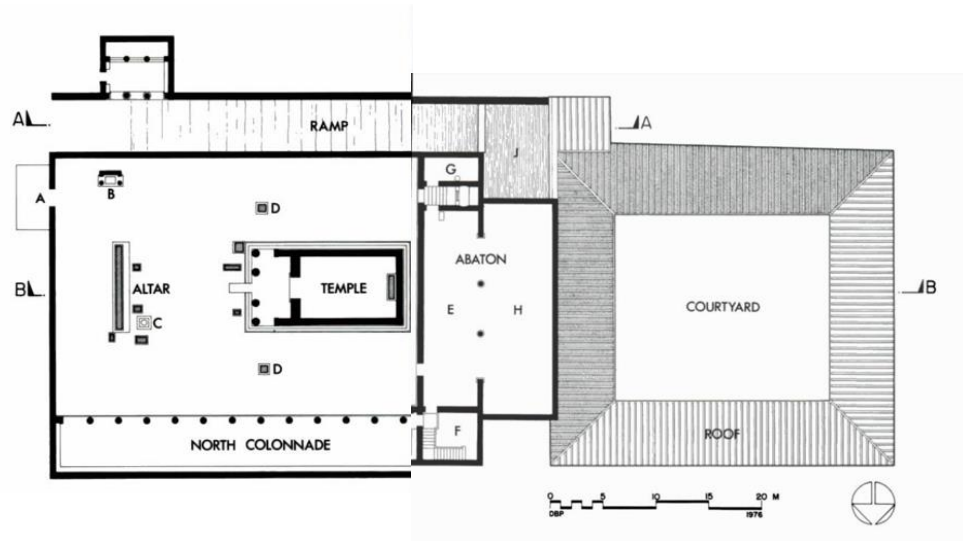 A
RAMP
A
J
G
A
B
D
ABATON
B
ALTAR
TEMPLE
E
H
COURTYARD
B
C
D
NORTH COLONNADE
F
ROOF
0 5 10 15 20 M
DBP 1976